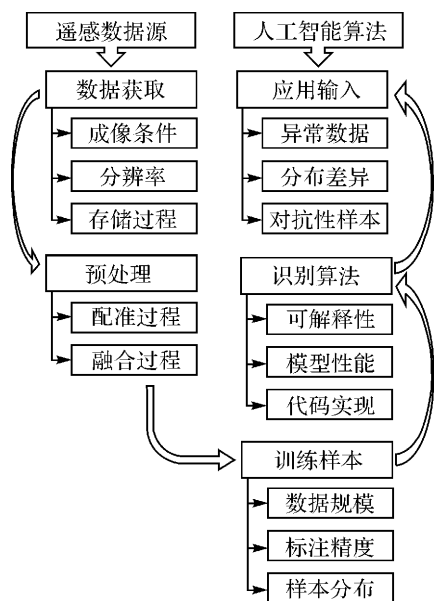 遥感数据源
数据获取
成像条件
分辨率
存储过程
预处理
配准过程
融合过程
人工智能算法
应用输入
异常数据
分布差异
对抗性样本
识别算法
可解释性
模型性能
代码实现
训练样本
数据规模
标注精度
样本分布